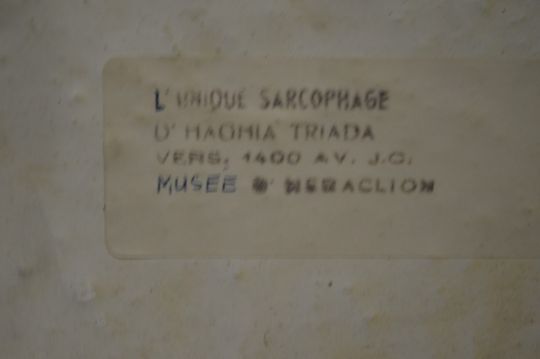 L'UNIQUE SARCOPHAGE
D'HAGHIA TRIADA
VERS. 1400 AV. J.C.
MUSÉE D'HERACLION